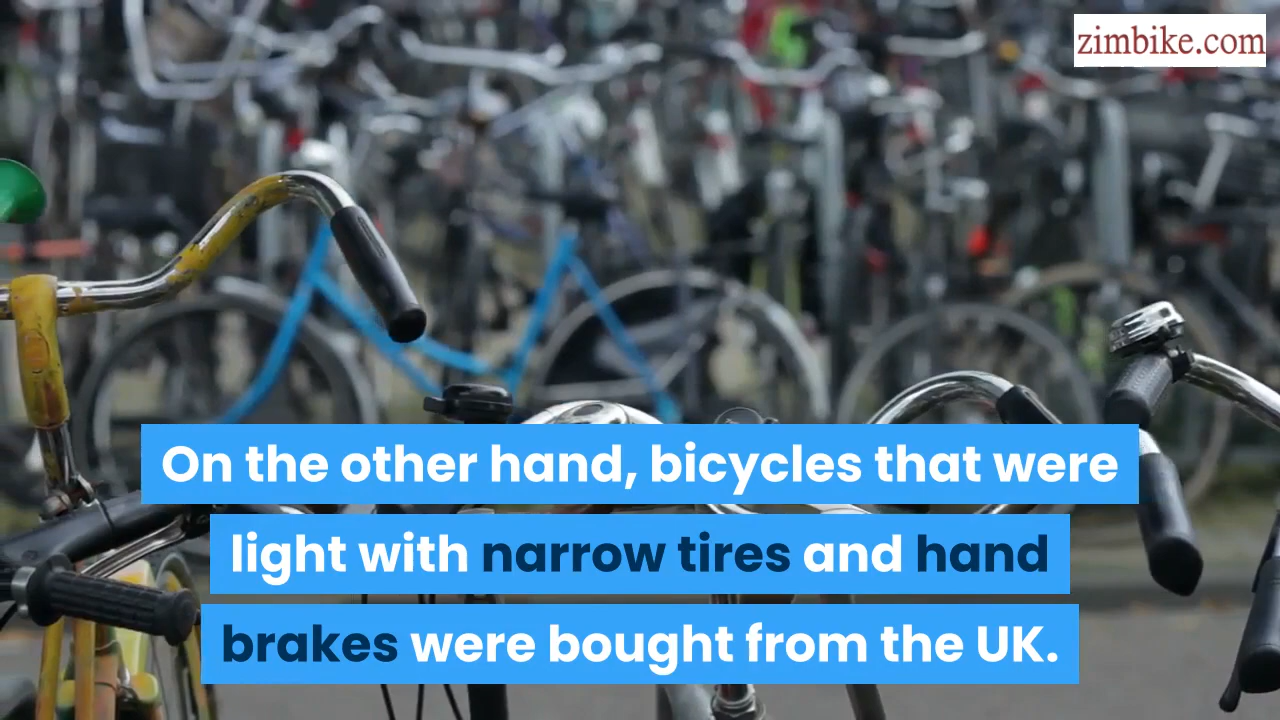 zimbike.com
On the other hand, bicycles that were
light with narrow tires and hand
brakes were bought from the UK.